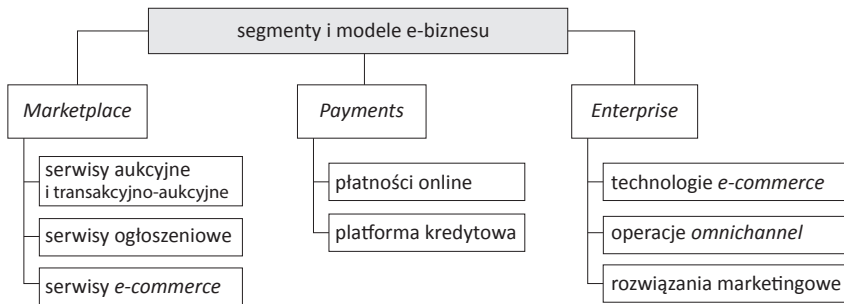 segmenty i modele e-biznesu
Marketplace
serwisy aukcyjne
i transakcyjno-aukcyjne
serwisy ogłoszeniowe
serwisy e-commerce
Payments
płatności online
platforma kredytowa
Enterprise
technologie e-commerce
operacje omnichannel
rozwiązania marketingowe